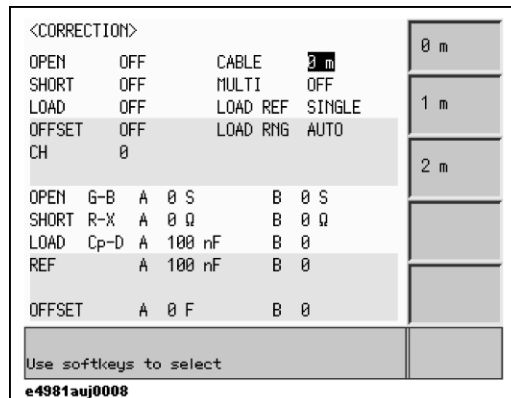 <CORRECTION>
OPEN OFF CABLE 0 m
SHORT OFF MULTI OFF
LOAD OFF LOAD REF SINGLE
OFFSET OFF LOAD RNG AUTO
CH 0
OPEN G-B A 0 S B 0 S
SHORT R-X A 0 Ω B 0 Ω
LOAD Cp-D A 100 nF B 0
REF A 100 nF B 0
OFFSET A 0 F B 0
Use softkeys to select
0 m
1 m
2 m
e4981auj0008